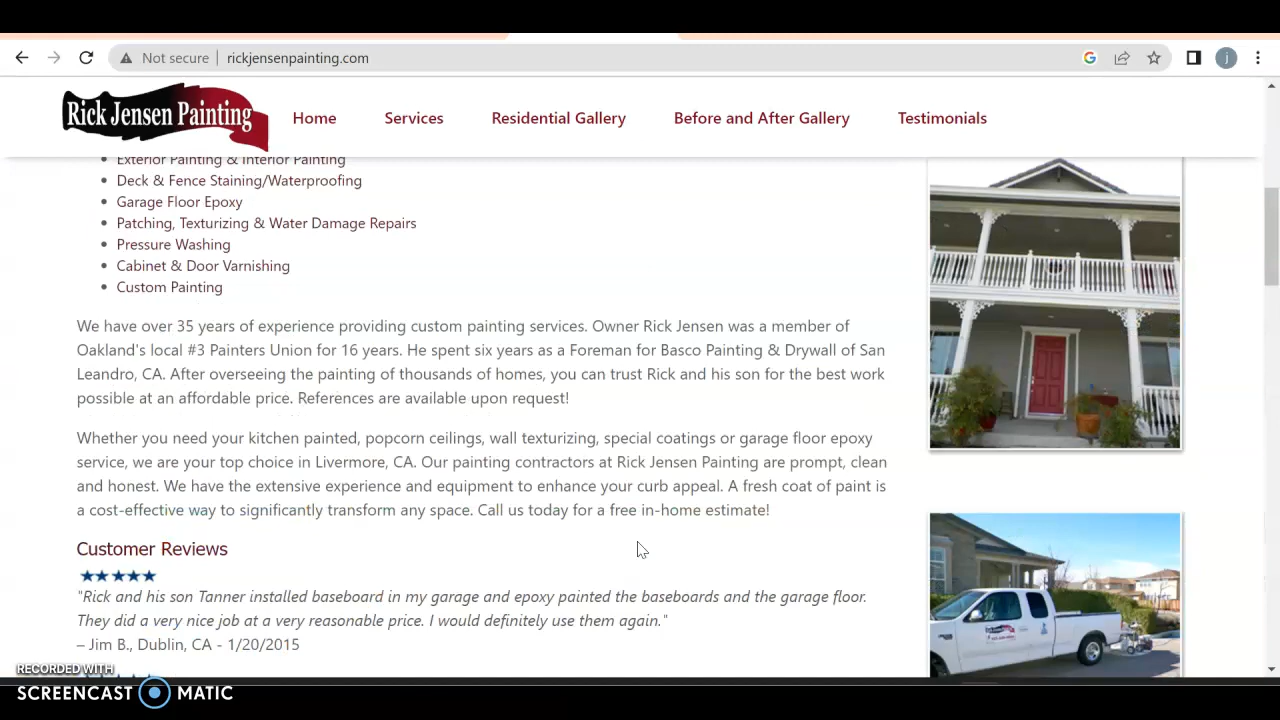 Not secure rickjensenpainting.com j
Rick Jensen Painting
Home Services Residential Gallery Before and After Gallery Testimonials
Exterior Painting & Interior Painting
Deck & Fence Staining/Waterproofing
Garage Floor Epoxy
Patching, Texturizing & Water Damage Repairs
Pressure Washing
Cabinet & Door Varnishing
Custom Painting
We have over 35 years of experience providing custom painting services. Owner Rick Jensen was a member of
Oakland's local #3 Painters Union for 16 years. He spent six years as a Foreman for Basco Painting & Drywall of San
Leandro, CA. After overseeing the painting of thousands of homes, you can trust Rick and his son for the best work
possible at an affordable price. References are available upon request!
Whether you need your kitchen painted, popcorn ceilings, wall texturizing, special coatings or garage floor epoxy
service, we are your top choice in Livermore, CA. Our painting contractors at Rick Jensen Painting are prompt, clean
and honest. We have the extensive experience and equipment to enhance your curb appeal. A fresh coat of paint is
a cost-effective way to significantly transform any space. Call us today for a free in-home estimate!
Customer Reviews
"Rick and his son Tanner installed baseboard in my garage and epoxy painted the baseboards and the garage floor.
They did a very nice job at a very reasonable price. I would definitely use them again."
– Jim B., Dublin, CA - 1/20/2015
RECORDED WITH
SCREENCAST MATIC